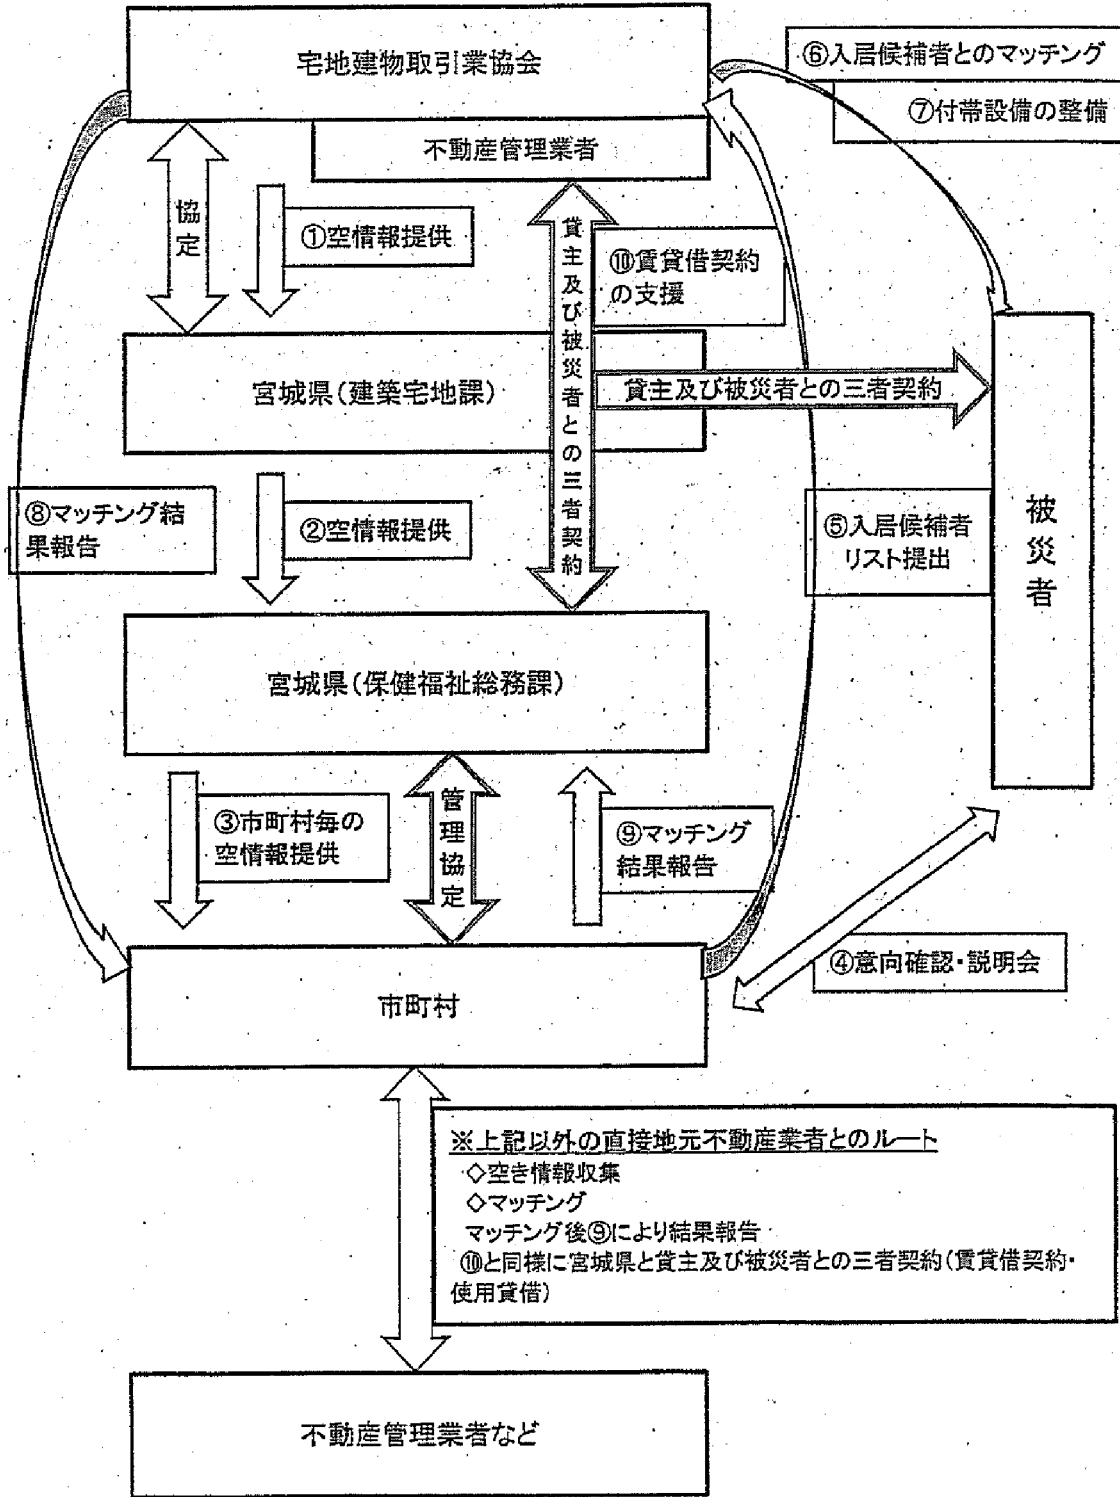 宅地建物取引業協会
⑥入居候補者とのマッチング
⑦付帯設備の整備
不動産管理業者
協定
①空情報提供
貸主及び被災者との三者契約
⑩賃貸借契約
の支援
宮城県(建築宅地課)
貸主及び被災者との三者契約
⑧マッチング結
果報告
②空情報提供
⑤入居候補者
リスト提出
被災者
宮城県(保健福祉総務課)
③市町村毎の
空情報提供
管理協定
⑨マッチング
結果報告
④意向確認・説明会
市町村
※上記以外の直接地元不動産業者とのルート
◇空き情報収集
◇マッチング
マッチング後⑨により結果報告
⑩と同様に宮城県と貸主及び被災者との三者契約(賃貸借契約・
使用貸借)
不動産管理業者など